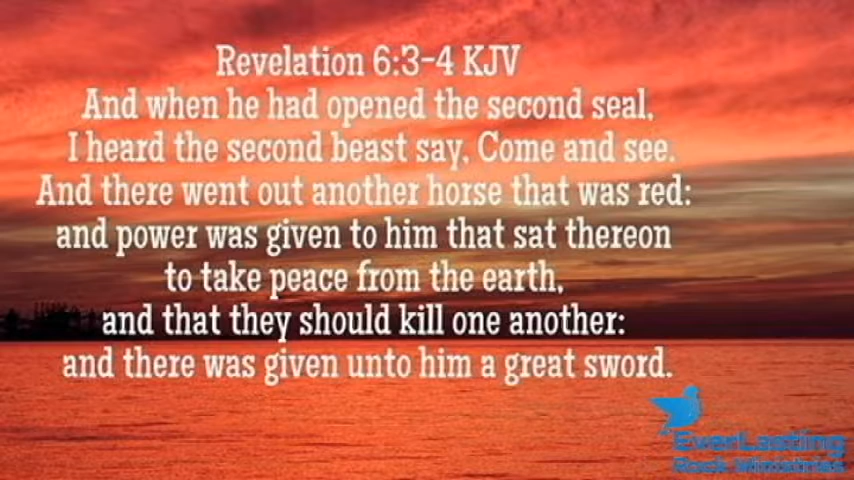 Revelation 6:3-4 KJV
And when he had opened the second seal,
I heard the second beast say, Come and see.
And there went out another horse that was red:
and power was given to him that sat thereon
to take peace from the earth,
and that they should kill one another:
and there was given unto him a great sword.
EverLasting
Rock Ministries